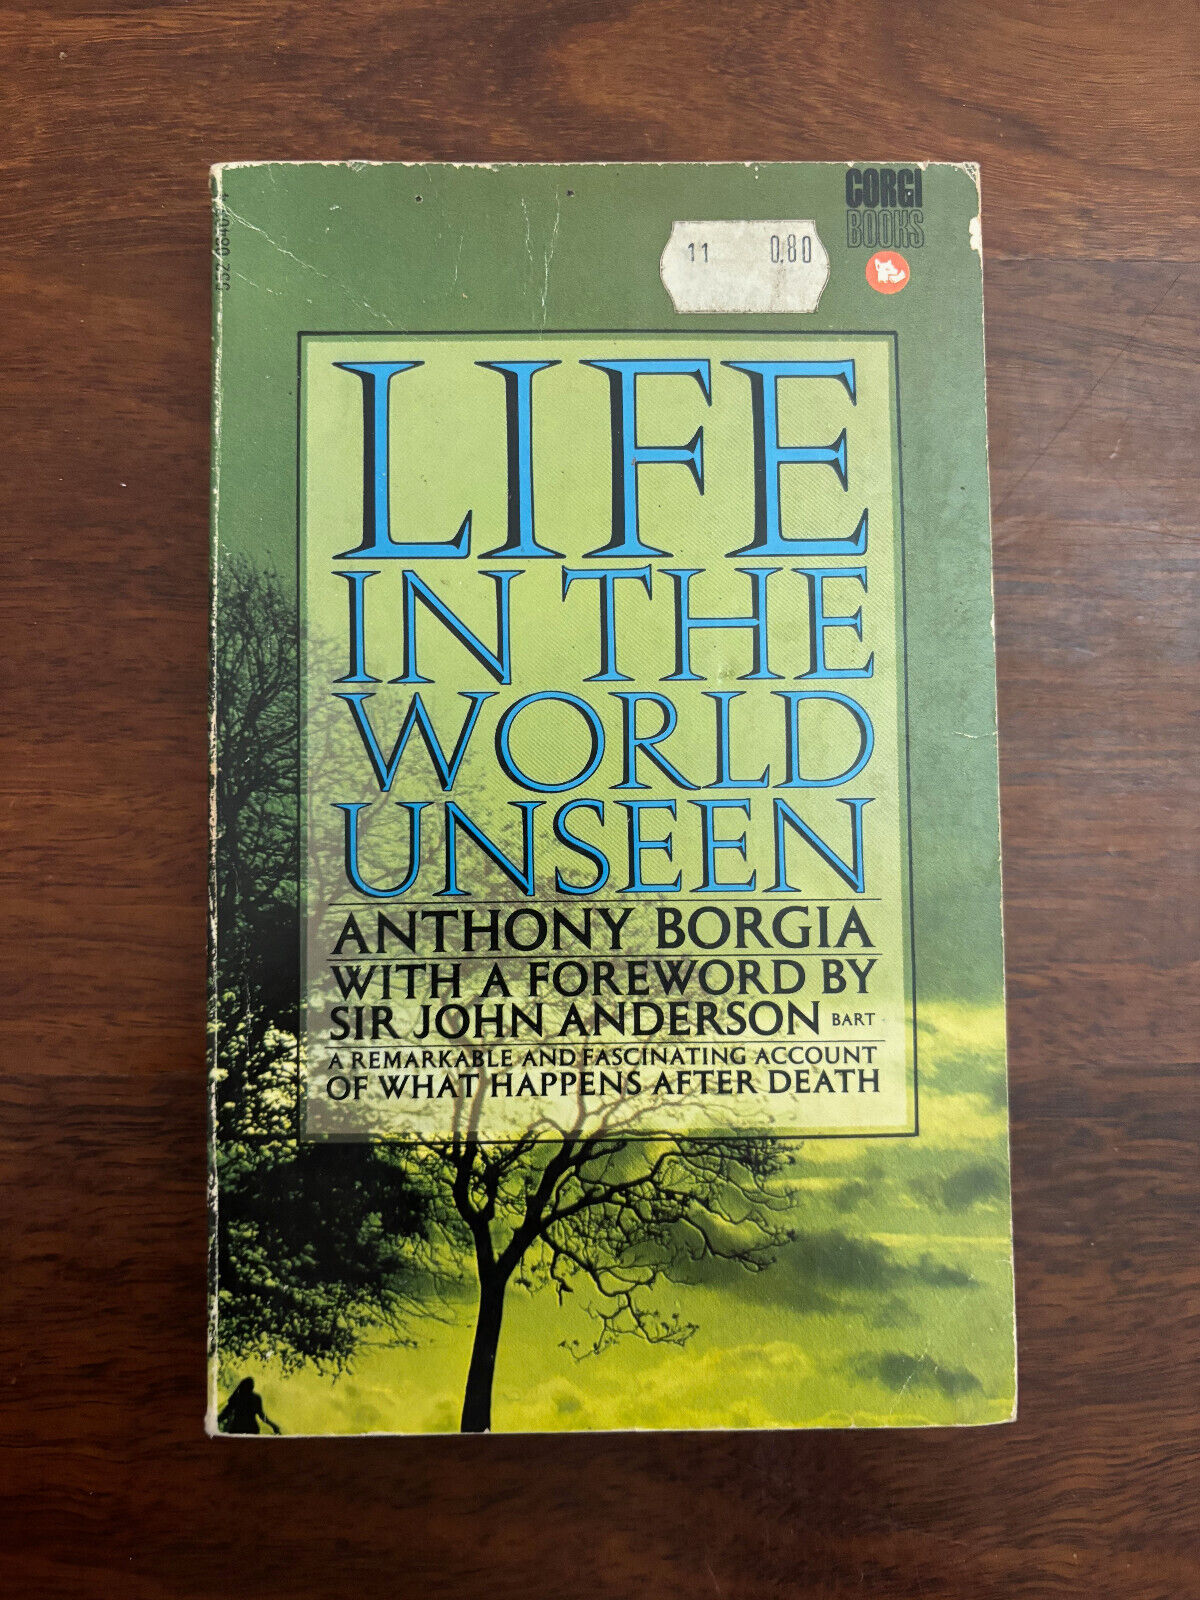 CORGI
BOOKS
11 0.80
LIFE
IN THE
WORLD
UNSEEN
ANTHONY BORGIA
WITH A FOREWORD BY
SIR JOHN ANDERSON BART
A REMARKABLE AND FASCINATING ACCOUNT
OF WHAT HAPPENS AFTER DEATH